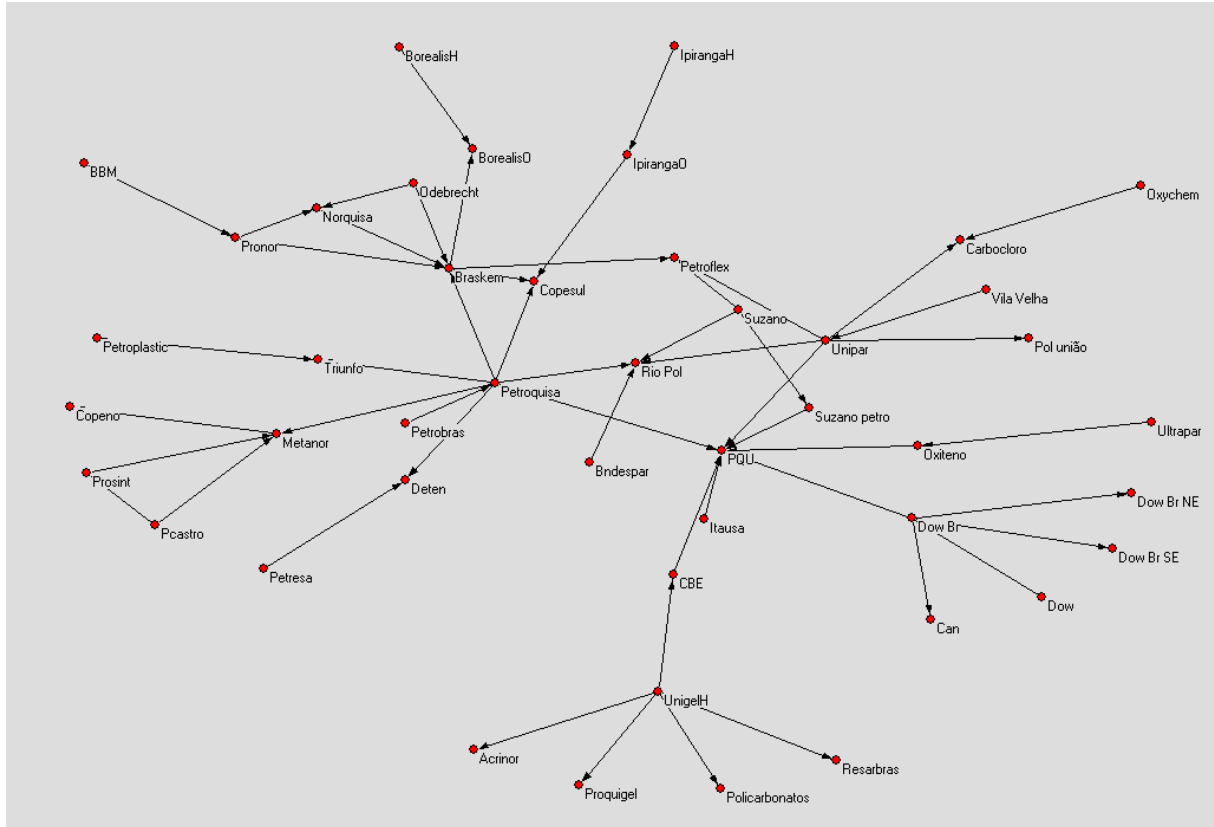 BorealisH
IpirangaH
BorealisO
IpirangaO
BBM
Odebrecht
Oxychem
Norquisa
Pronor
Carbocloro
Petroflex
Braskem
Copesul
Vila Velha
Suzano
Petroplastic
Unipar
Pol união
Triunfo
Rio Pol
Petroquisa
Copeno
Suzano petro
Petrobras
Ultrapar
Metanor
Oxiteno
PQU
Bndespar
Prosint
Deten
Dow Br NE
Pcastro
Itausa
Dow Br
Dow Br SE
Petresa
CBE
Dow
Can
UnigelH
Acrinor
Resarbras
Proquigel
Policarbonatos